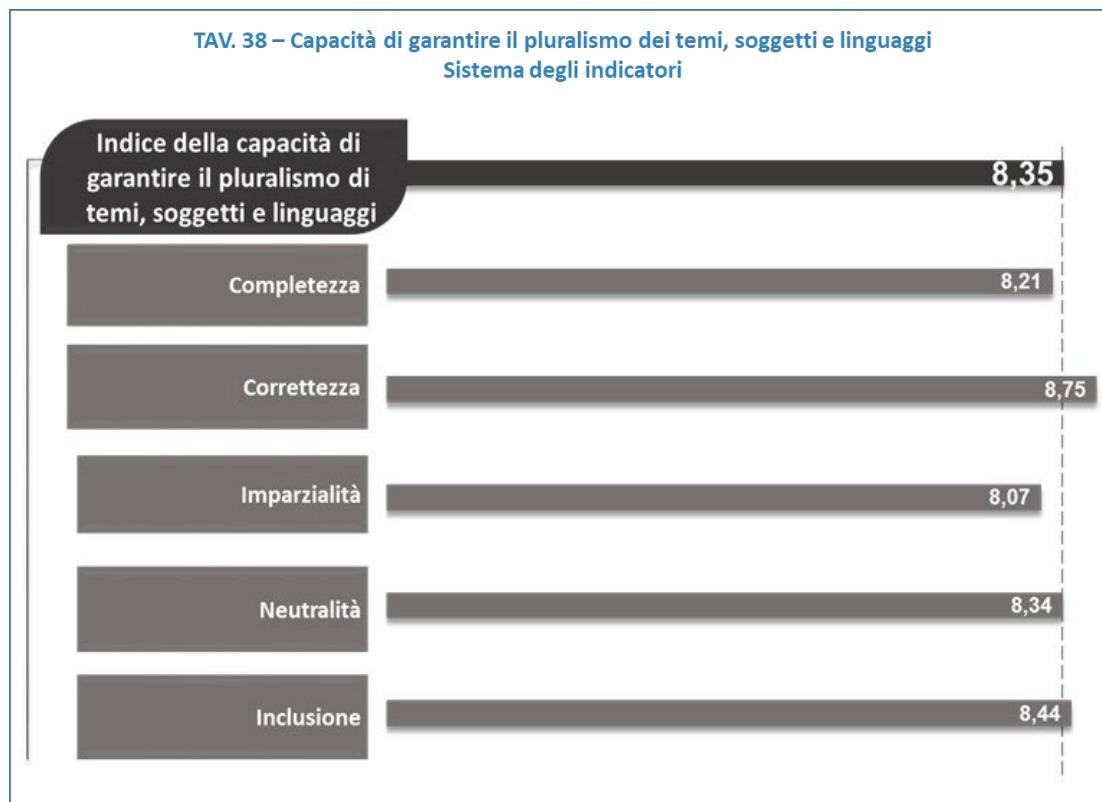 TAV. 38 – Capacità di garantire il pluralismo dei temi, soggetti e linguaggi
Sistema degli indicatori
Indice della capacità di
garantire il pluralismo di
temi, soggetti e linguaggi
8,35
Completezza
8,21
Correttezza
8,75
Imparzialità
8,07
Neutralità
8,34
Inclusione
8,44